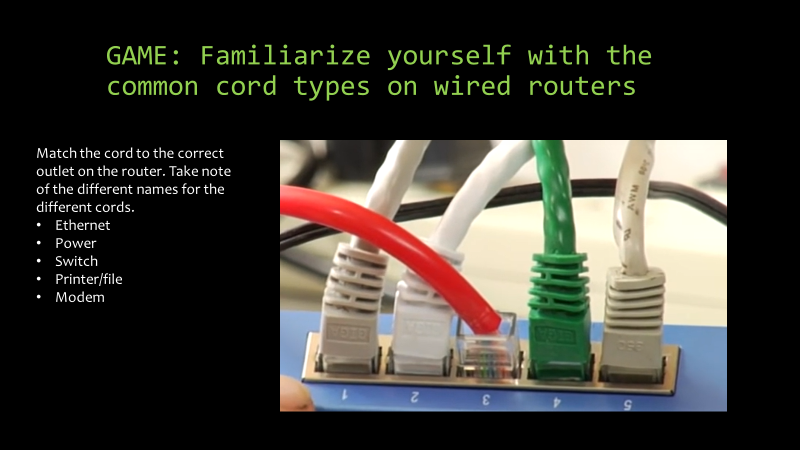 GAME: Familiarize yourself with the
common cord types on wired routers
Match the cord to the correct
outlet on the router. Take note
of the different names for the
different cords.
• Ethernet
• Power
• Switch
• Printer/file
• Modem
AWM
1 2 3 4 5